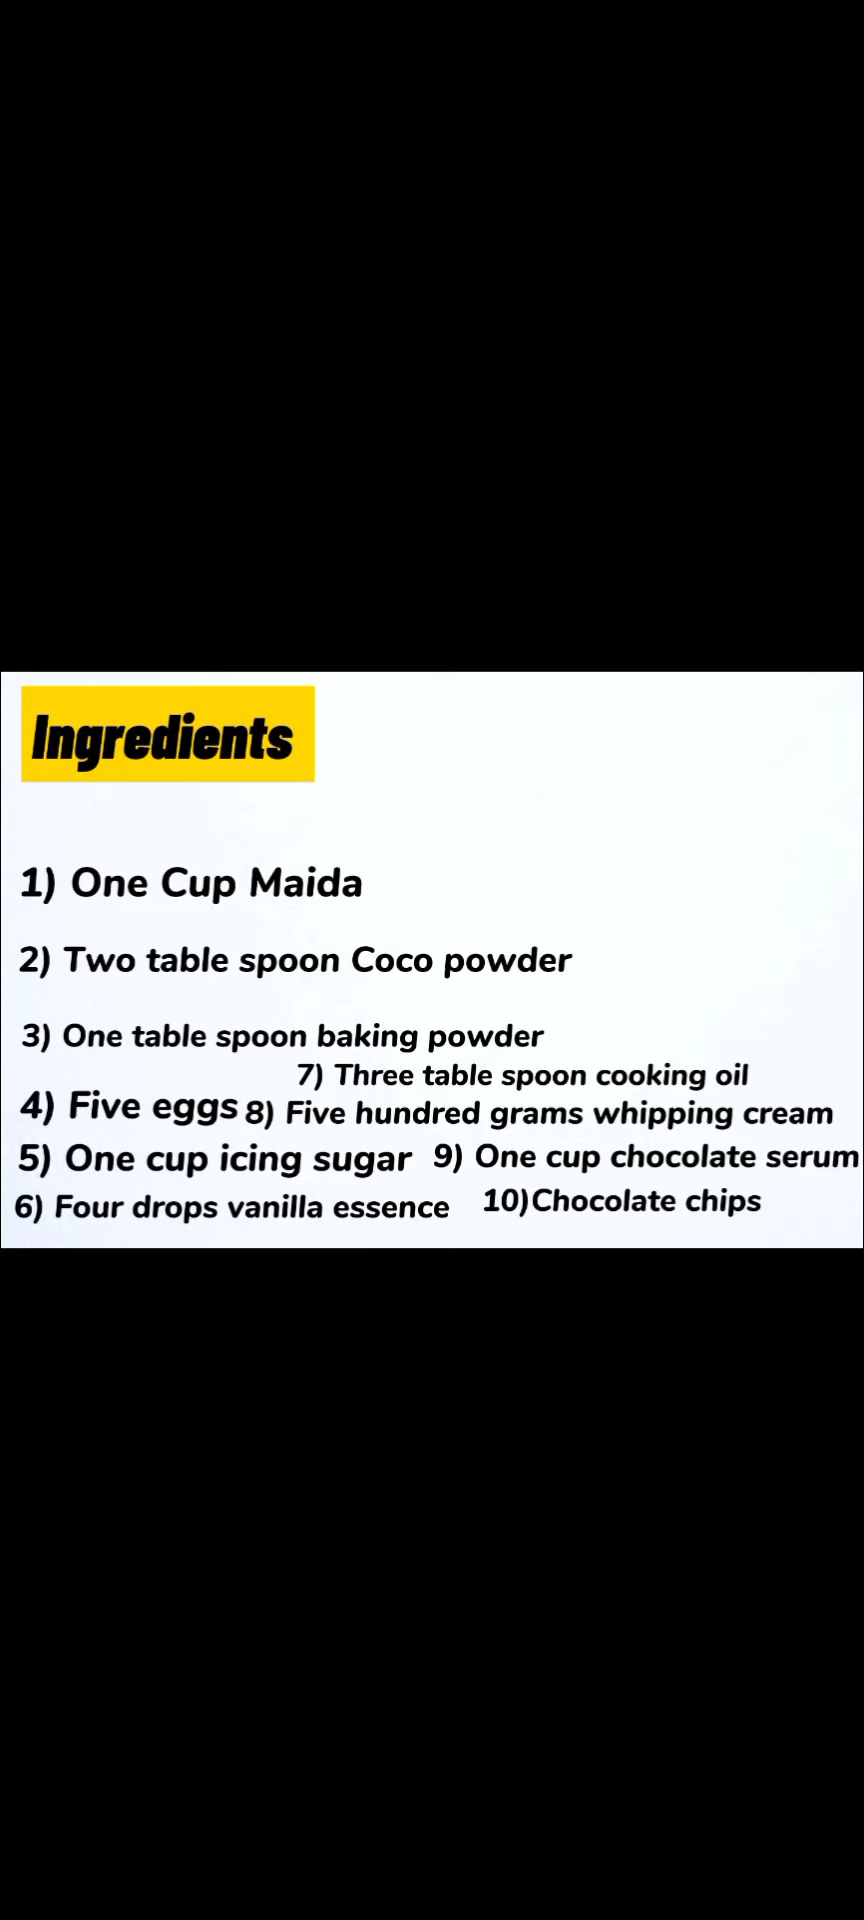 Ingredients
1) One Cup Maida
2) Two table spoon Coco powder
3) One table spoon baking powder
4) Five eggs
5) One cup icing sugar
6) Four drops vanilla essence
7) Three table spoon cooking oil
8) Five hundred grams whipping cream
9) One cup chocolate serum
10)Chocolate chips